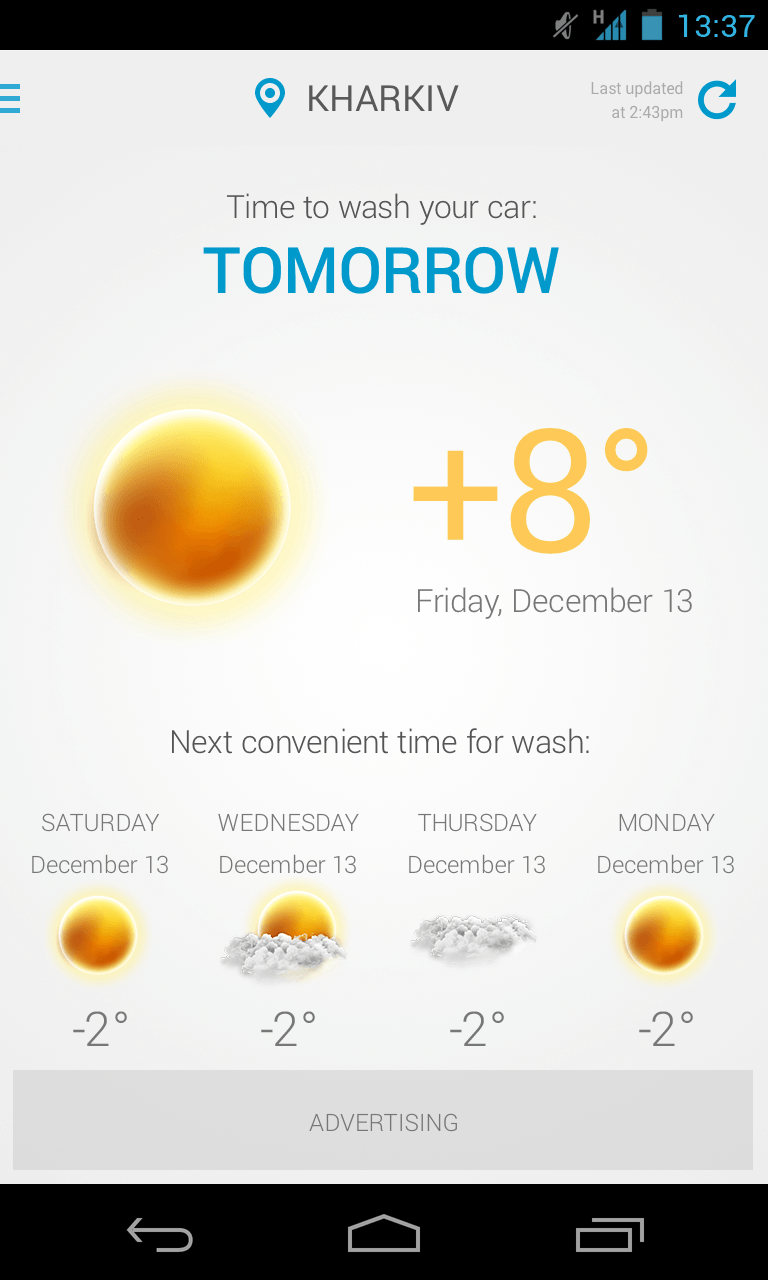 H 13:37
KHARKIV
Last updated
at 2:43pm
Time to wash your car:
TOMORROW
+8°
Friday, December 13
Next convenient time for wash:
SATURDAY WEDNESDAY THURSDAY MONDAY
December 13 December 13 December 13 December 13
-2° -2° -2° -2°
ADVERTISING